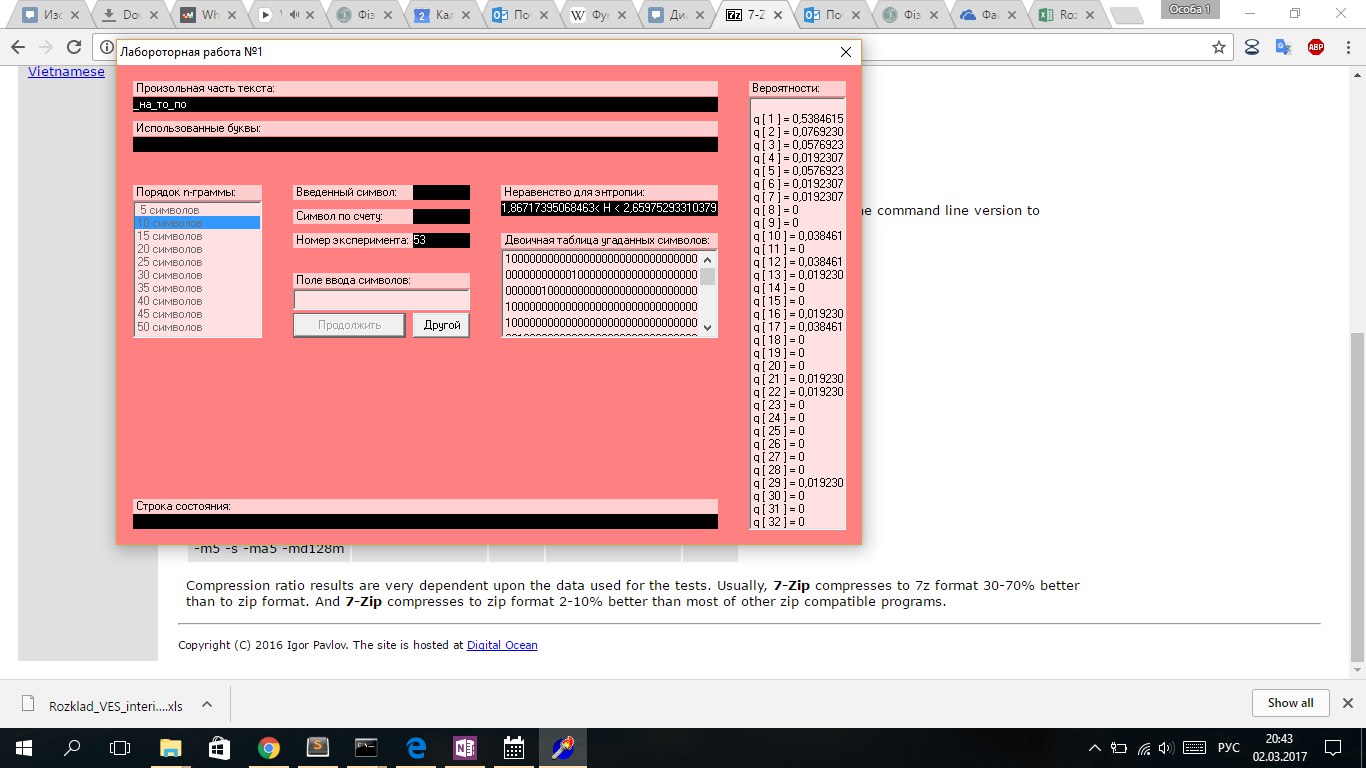 Изс
Dov
Wh
Фіз
Кал
По
Фун
Диа
7-Z
По
Фіз
Фай
Roz
Особа 1
ABP
Vietnamese
Лабороторная работа №1
Произольная часть текста:
_на_то_по
Использованные буквы:
Порядок n-граммы:
5 символов
10 символов
15 символов
20 символов
25 символов
30 символов
35 символов
40 символов
45 символов
50 символов
Введенный символ:
Символ по счету:
Номер эксперимента: 53
Поле ввода символов:
Продолжить
Другой
Неравенство для энтропии:
1,86717395068463< H < 2,65975293310379
Двоичная таблица угаданных символов:
10000000000000000000000000000000
00000000000100000000000000000000
00000010000000000000000000000000
10000000000000000000000000000000
10000000000000000000000000000000
Строка состояния:
Вероятности:
q [ 1 ] = 0,5384615
q [ 2 ] = 0,0769230
q [ 3 ] = 0,0576923
q [ 4 ] = 0,0192307
q [ 5 ] = 0,0576923
q [ 6 ] = 0,0192307
q [ 7 ] = 0,0192307
q [ 8 ] = 0
q [ 9 ] = 0
q [ 10 ] = 0,038461
q [ 11 ] = 0
q [ 12 ] = 0,038461
q [ 13 ] = 0,019230
q [ 14 ] = 0
q [ 15 ] = 0
q [ 16 ] = 0,019230
q [ 17 ] = 0,038461
q [ 18 ] = 0
q [ 19 ] = 0
q [ 20 ] = 0
q [ 21 ] = 0,019230
q [ 22 ] = 0,019230
q [ 23 ] = 0
q [ 24 ] = 0
q [ 25 ] = 0
q [ 26 ] = 0
q [ 27 ] = 0
q [ 28 ] = 0
q [ 29 ] = 0,019230
q [ 30 ] = 0
q [ 31 ] = 0
q [ 32 ] = 0
e command line version to
-m5 -s -ma5 -md128m
Compression ratio results are very dependent upon the data used for the tests. Usually, 7-Zip compresses to 7z format 30-70% better
than to zip format. And 7-Zip compresses to zip format 2-10% better than most of other zip compatible programs.
Copyright (C) 2016 Igor Pavlov. The site is hosted at Digital Ocean
Rozklad_VES_interi....xls
Show all
РУС
20:43
02.03.2017